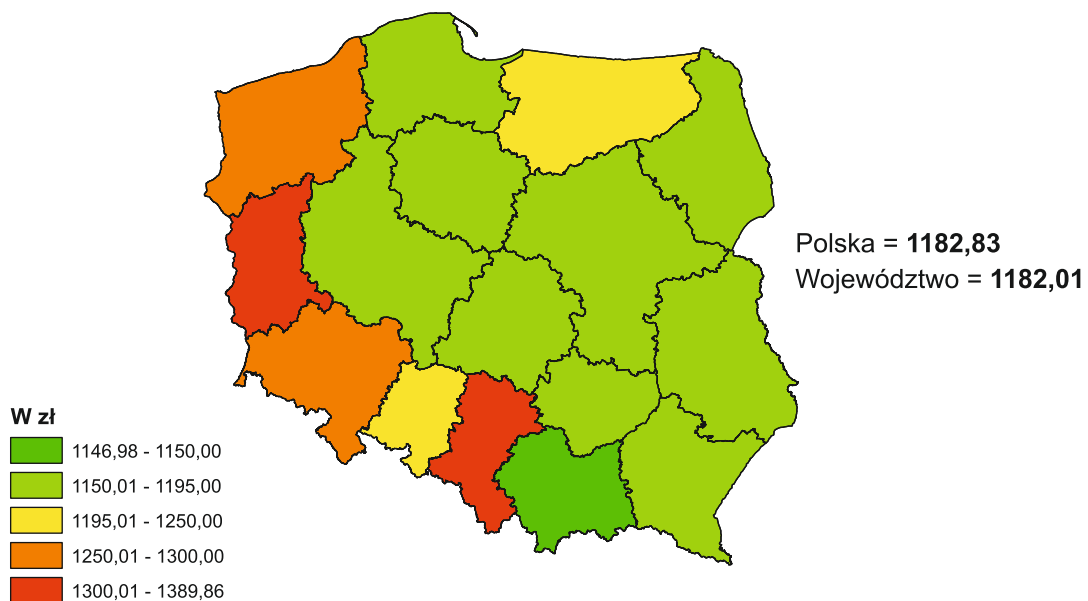 Polska = 1182,83
Województwo = 1182,01
W zł
1146,98 - 1150,00
1150,01 - 1195,00
1195,01 - 1250,00
1250,01 - 1300,00
1300,01 - 1389,86